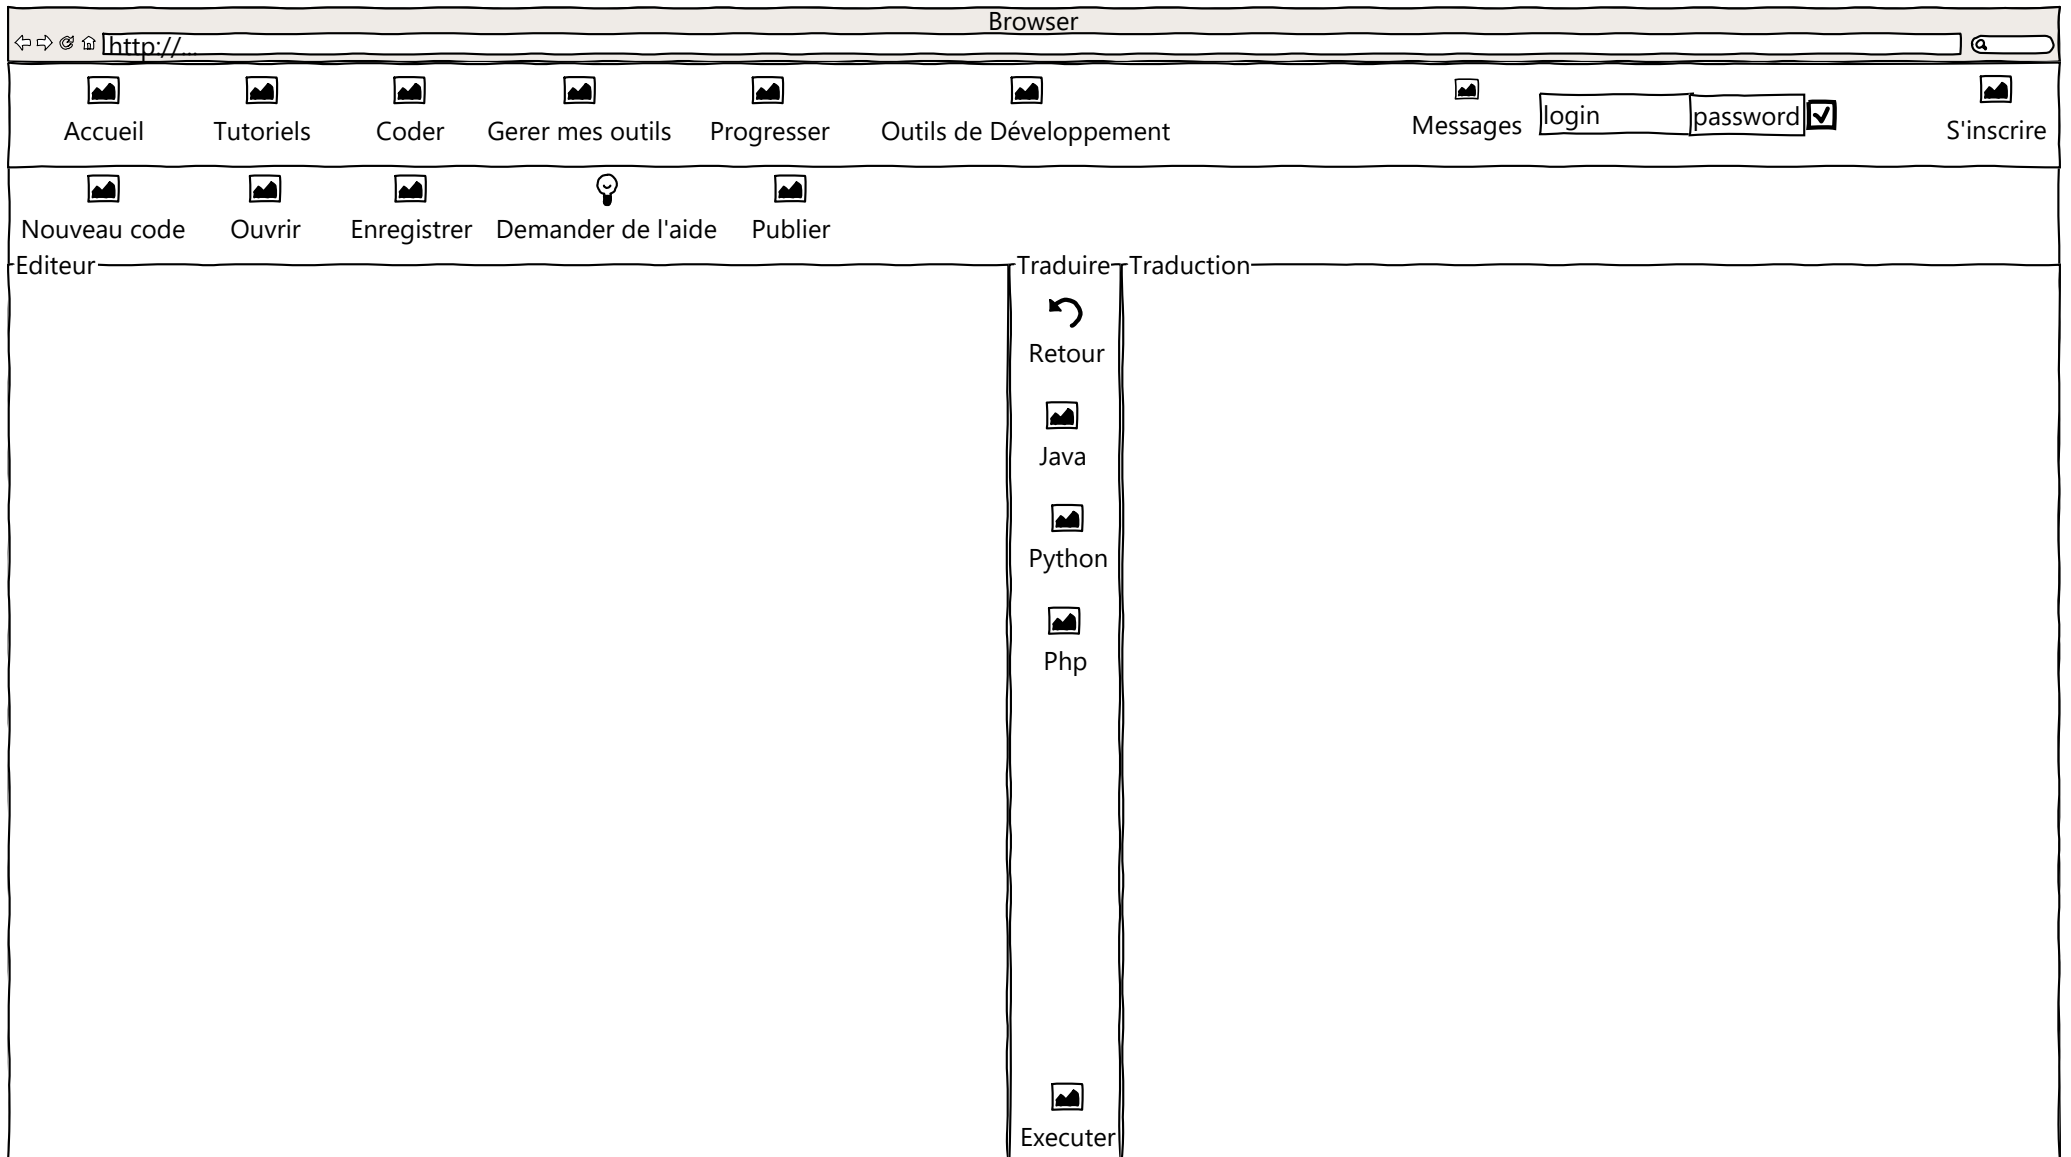 Browser
http://...
Accueil Tutoriels Coder Gerer mes outils Progresser Outils de Développement Messages login password S'inscrire
Nouveau code Ouvrir Enregistrer Demander de l'aide Publier
Editeur Traduire Traduction
Retour
Java
Python
Php
Executer